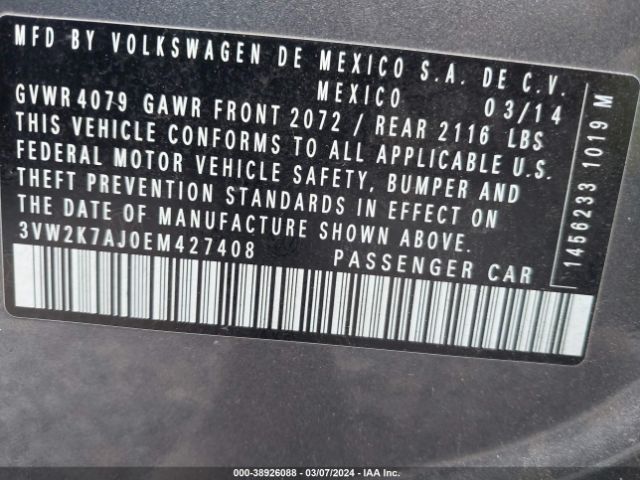 MFD BY VOLKSWAGEN DE MEXICO S.A. DE C.V.
MEXICO 03/14
GVWR4079 GAWR FRONT 2072 / REAR 2116 LBS
THIS VEHICLE CONFORMS TO ALL APPLICABLE U.S.
FEDERAL MOTOR VEHICLE SAFETY, BUMPER AND
THEFT PREVENTION STANDARDS IN EFFECT ON
THE DATE OF MANUFACTURE SHOWN ABOVE.
3VW2K7AJ0EM427408 PASSENGER CAR
1456233 1019 M
000-38926088 — 03/07/2024 — IAA Inc.